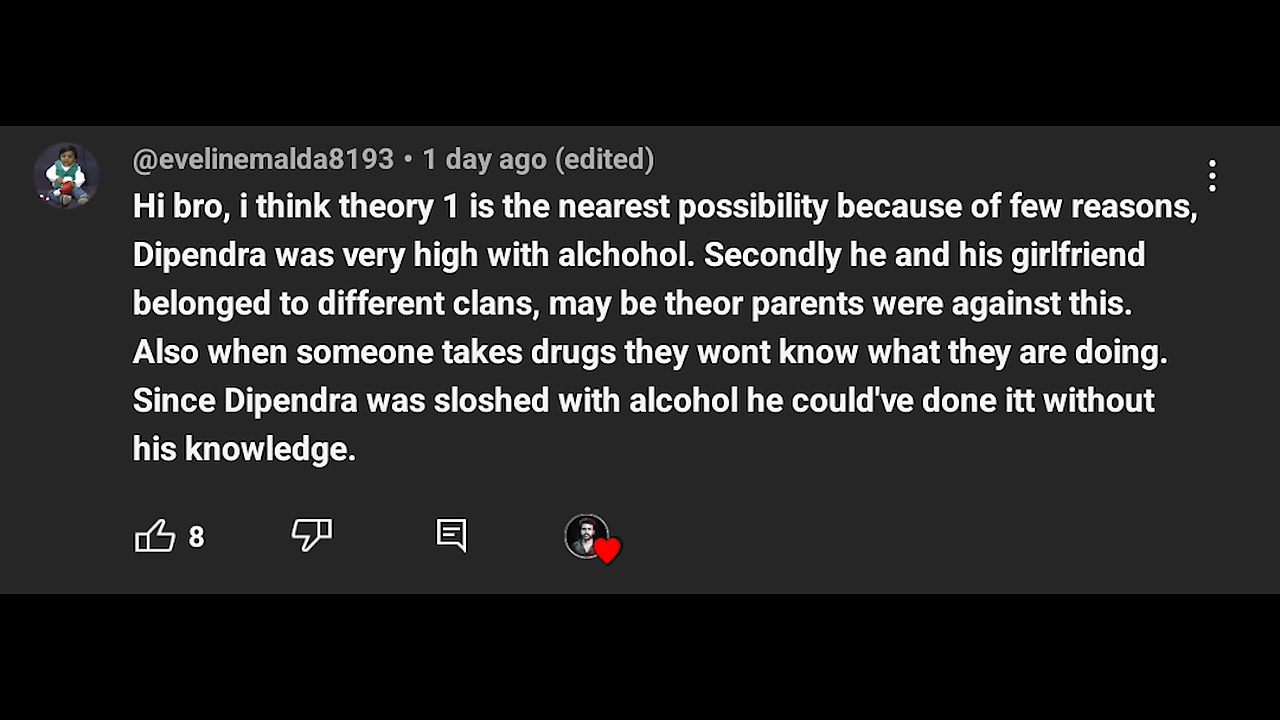 @evelinemalda8193 • 1 day ago (edited)
Hi bro, i think theory 1 is the nearest possibility because of few reasons,
Dipendra was very high with alchohol. Secondly he and his girlfriend
belonged to different clans, may be theor parents were against this.
Also when someone takes drugs they wont know what they are doing.
Since Dipendra was sloshed with alcohol he could've done itt without
his knowledge.
8